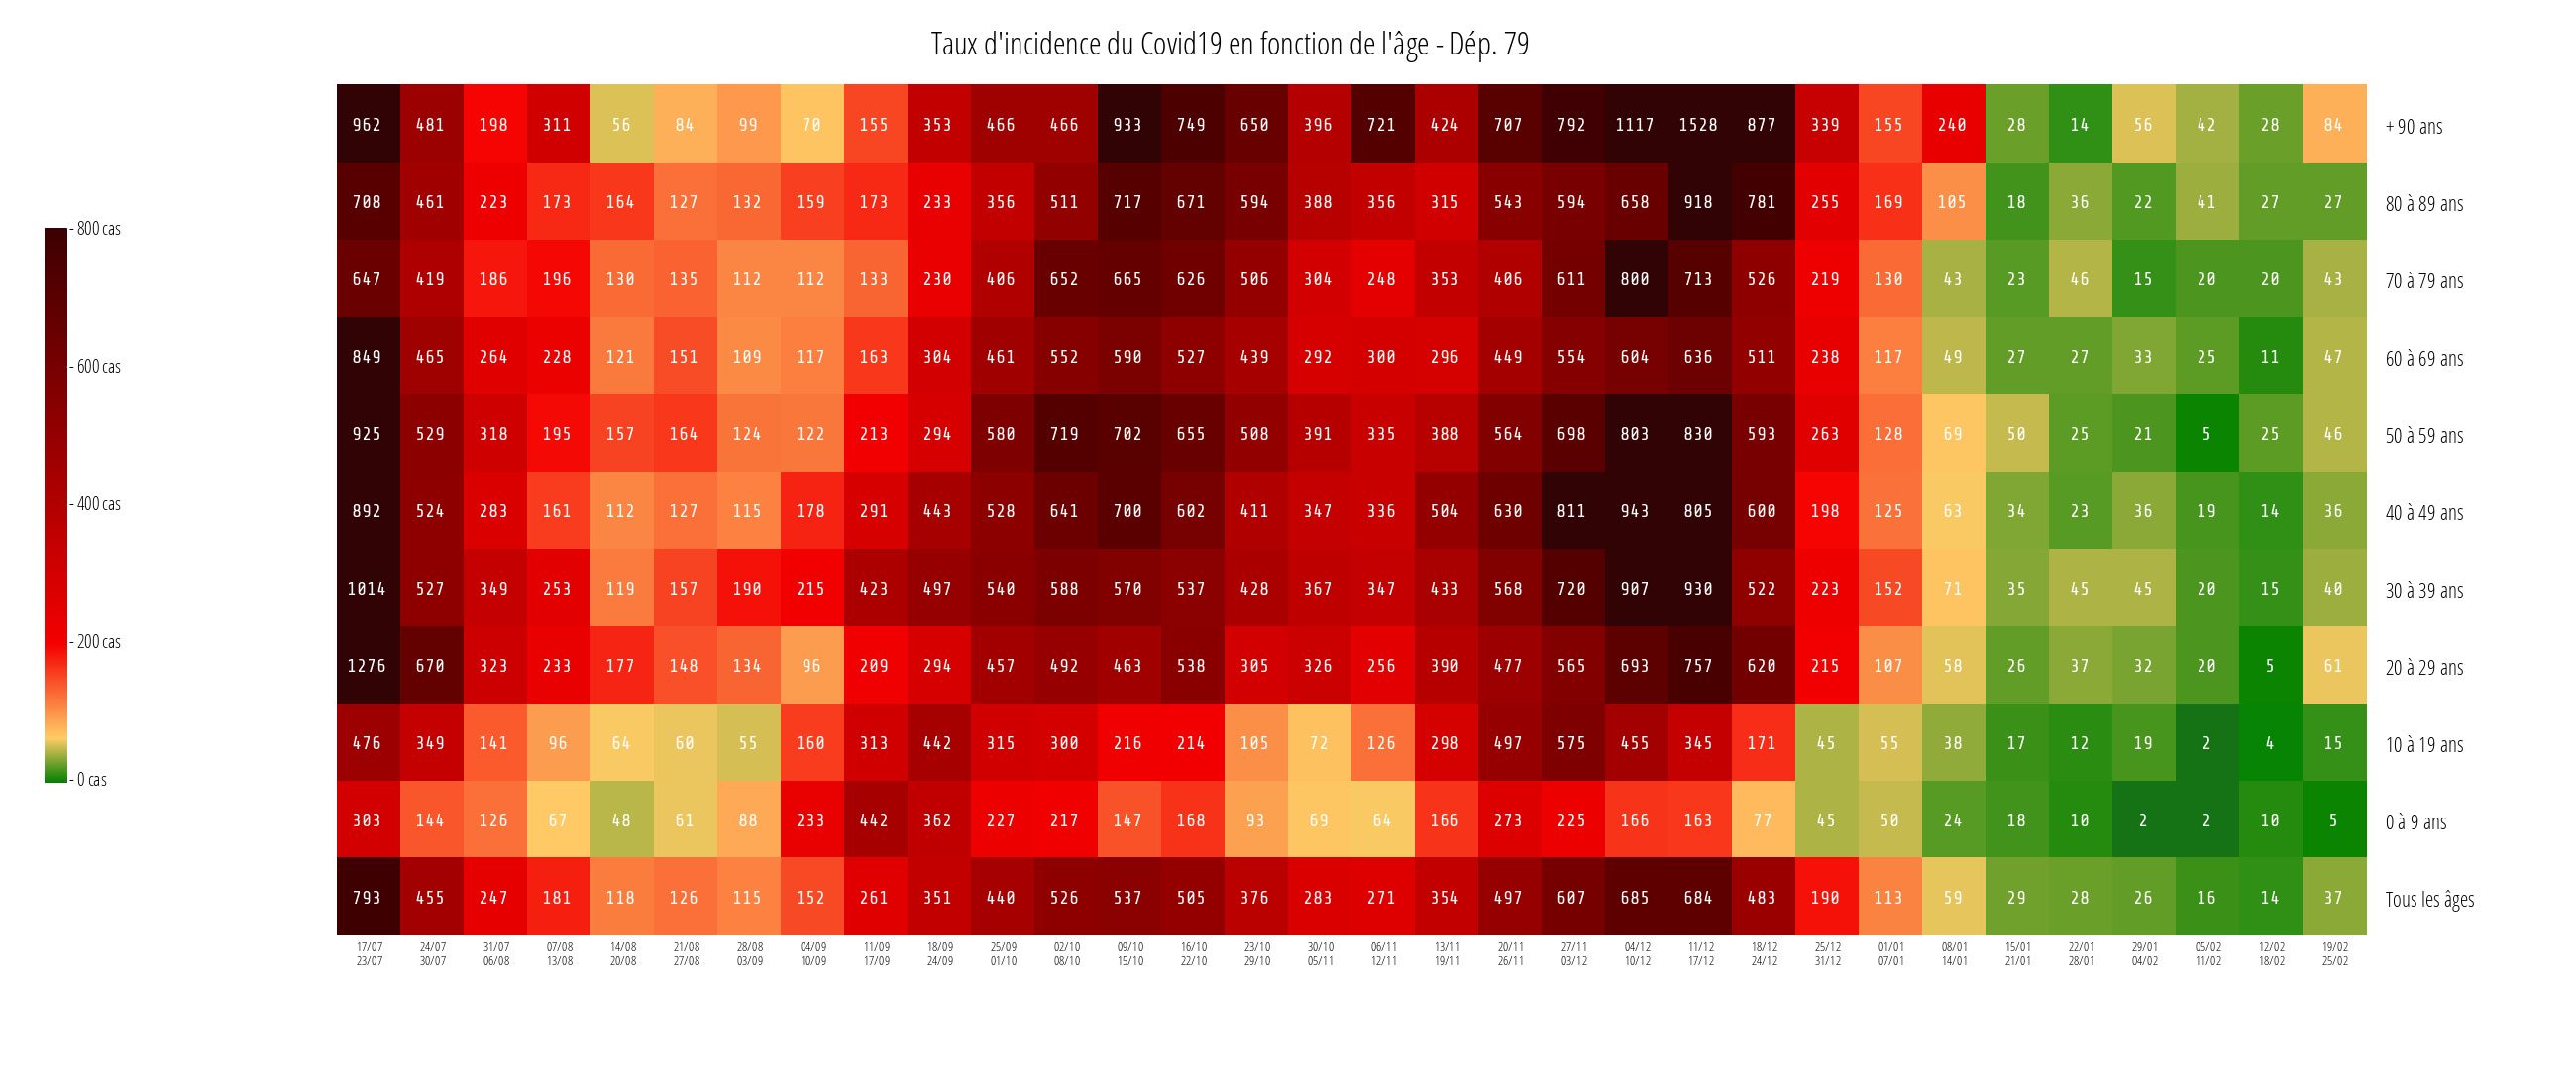 Taux d'incidence du Covid19 en fonction de l'âge - Dép. 79
962 481 198 311 56 84 99 70 155 353 466 466 933 749 650 396 721 424 707 792 1117 1528 877 339 155 240 28 14 56 42 28 84 + 90 ans
708 461 223 173 164 127 132 159 173 233 356 511 717 671 594 388 356 315 543 594 658 918 781 255 169 105 18 36 22 41 27 27 80 à 89 ans
- 800 cas
647 419 186 196 130 135 112 112 133 230 406 652 665 626 506 304 248 353 406 611 800 713 526 219 130 43 23 46 15 20 20 43 70 à 79 ans
849 465 264 228 121 151 109 117 163 304 461 552 590 527 439 292 300 296 449 554 604 636 511 238 117 49 27 27 33 25 11 47 60 à 69 ans
- 600 cas
925 529 318 195 157 164 124 122 213 294 580 719 702 655 508 391 335 388 564 698 803 830 593 263 128 69 50 25 21 5 25 46 50 à 59 ans
- 400 cas
892 524 283 161 112 127 115 178 291 443 528 641 700 602 411 347 336 504 630 811 943 805 600 198 125 63 34 23 36 19 14 36 40 à 49 ans
1014 527 349 253 119 157 190 215 423 497 540 588 570 537 428 367 347 433 568 720 907 930 522 223 152 71 35 45 45 20 15 40 30 à 39 ans
- 200 cas
1276 670 323 233 177 148 134 96 209 294 457 492 463 538 305 326 256 390 477 565 693 757 620 215 107 58 26 37 32 20 5 61 20 à 29 ans
476 349 141 96 64 60 55 160 313 442 315 300 216 214 105 72 126 298 497 575 455 345 171 45 55 38 17 12 19 2 4 15 10 à 19 ans
- 0 cas
303 144 126 67 48 61 88 233 442 362 227 217 147 168 93 69 64 166 273 225 166 163 77 45 50 24 18 10 2 2 10 5 0 à 9 ans
793 455 247 181 118 126 115 152 261 351 440 526 537 505 376 283 271 354 497 607 685 684 483 190 113 59 29 28 26 16 14 37 Tous les âges
17/07 24/07 31/07 07/08 14/08 21/08 28/08 04/09 11/09 18/09 25/09 02/10 09/10 16/10 23/10 30/10 06/11 13/11 20/11 27/11 04/12 11/12 18/12 25/12 01/01 08/01 15/01 22/01 29/01 05/02 12/02 19/02
23/07 30/07 06/08 13/08 20/08 27/08 03/09 10/09 17/09 24/09 01/10 08/10 15/10 22/10 29/10 05/11 12/11 19/11 26/11 03/12 10/12 17/12 24/12 31/12 07/01 14/01 21/01 28/01 04/02 11/02 18/02 25/02